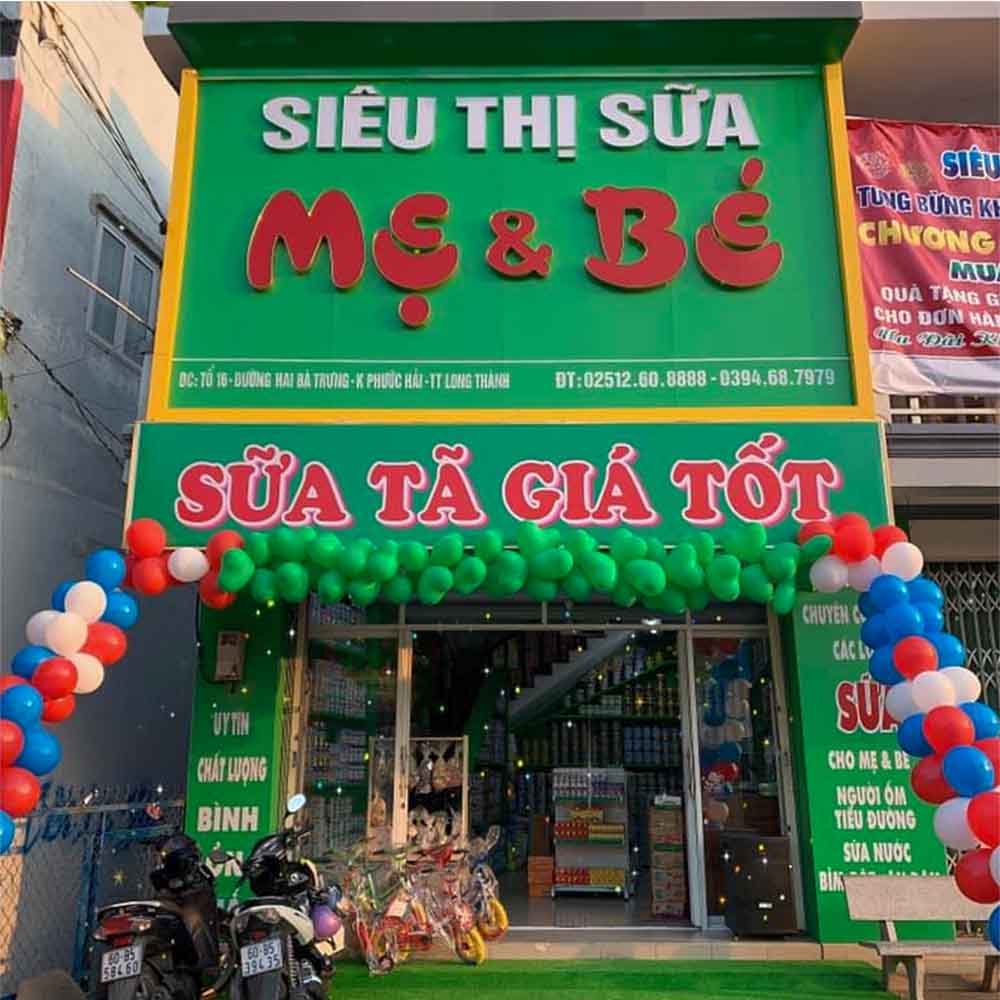 SIÊU THỊ SỮA
MẸ & BÉ
ĐC: TỔ 16 - ĐƯỜNG HAI BÀ TRƯNG - K PHƯỚC HẢI - TT LONG THÀNH
ĐT: 02512.60.8888 - 0394.68.7979
SỮA TÃ GIÁ TỐT
SIÊU
TƯNG BỪNG
CHƯƠNG
QUÀ TẶNG
CHO ĐƠN
UY TÍN
CHẤT LƯỢNG
BÌNH
CHUYÊN
CÁC
SỮA
CHO MẸ & BÉ
NGƯỜI ỐM
TIỂU ĐƯỜNG
SỮA NƯỚC
60-B5
584 60
60-B5
394 35